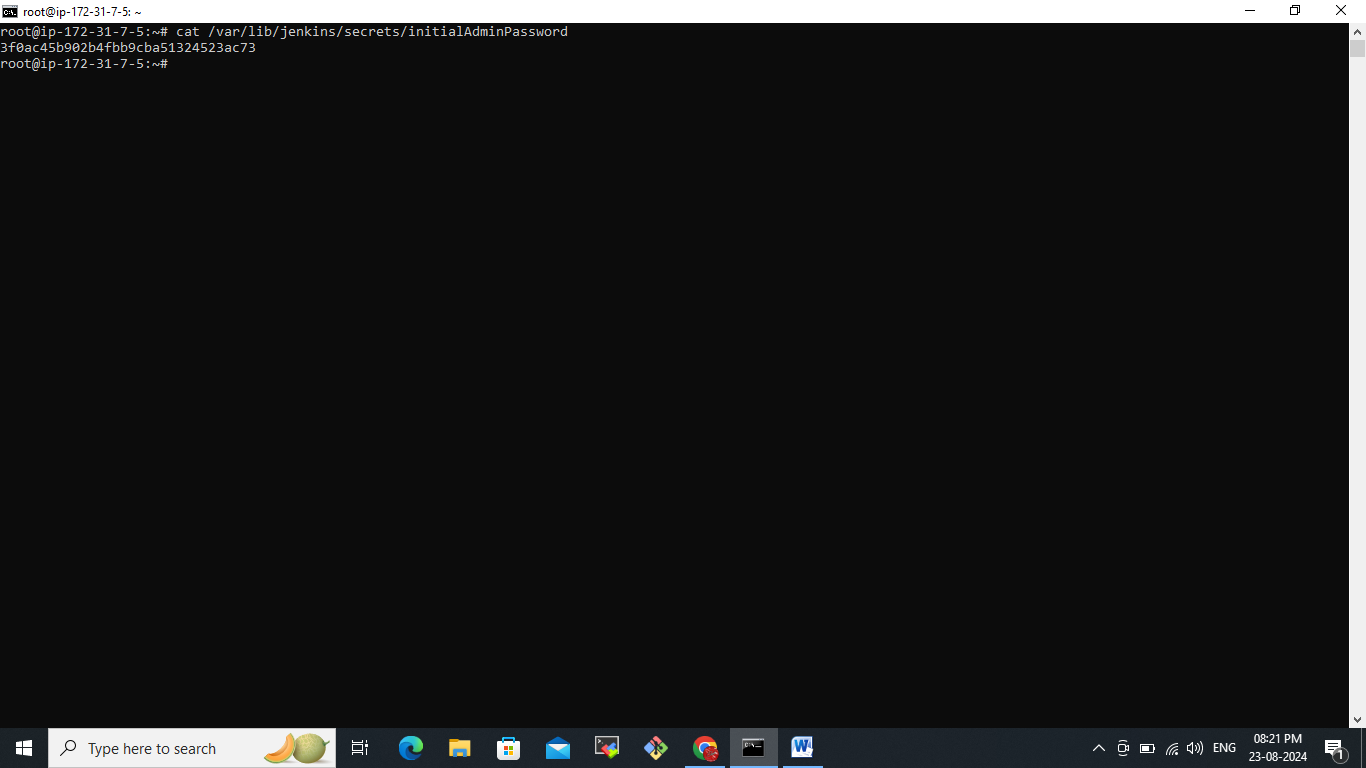 root@ip-172-31-7-5: ~
root@ip-172-31-7-5:~# cat /var/lib/jenkins/secrets/initialAdminPassword
3f0ac45b902b4fbb9cba51324523ac73
root@ip-172-31-7-5:~#
Type here to search
ENG
08:21 PM
23-08-2024
1